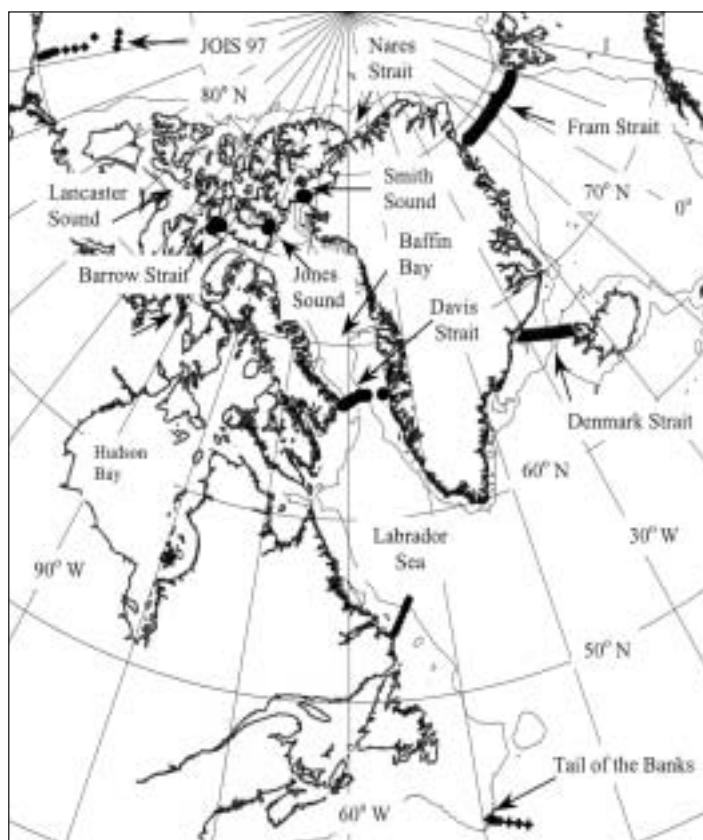 JOIS 97
Nares
Strait
80° N
Fram Strait
Lancaster
Sound
Smith
Sound
70° N
0°
Baffin
Bay
Barrow Strait
Jones
Sound
Davis
Strait
Denmark Strait
Hudson
Bay
60° N
Labrador
Sea
30° W
90° W
50° N
Tail of the Banks
60° W